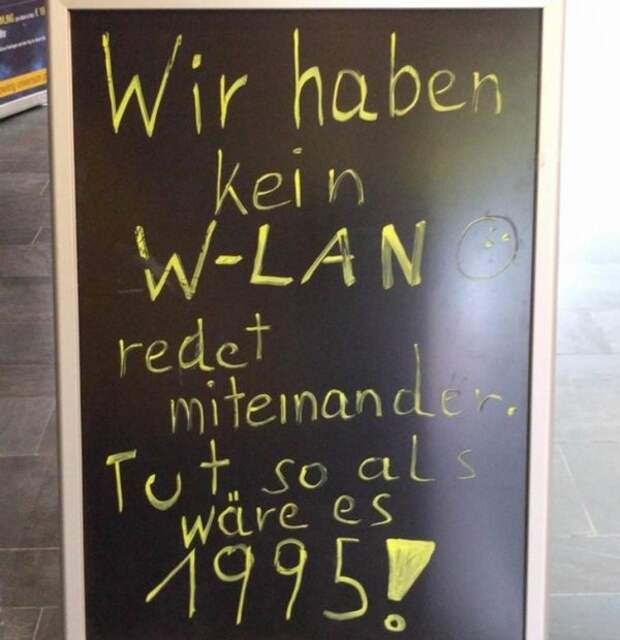 Wir haben
kein
W-LAN
redet
miteinander.
Tut so als
wäre es
1995!